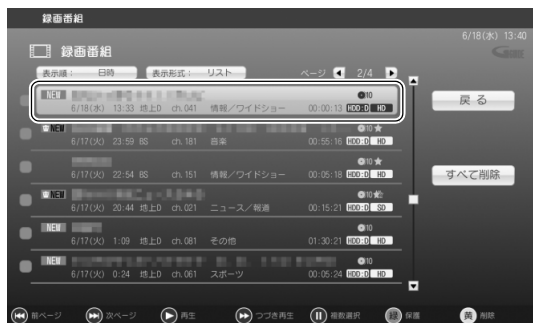 録画番組
6/18(水) 13:40
録画番組
表示順： 日時 表示形式： リスト ページ 2/4
NEW 10
6/18(水) 13:33 地上D ch.041 情報／ワイドショー 00:00:13 HDD:D HD
戻る
NEW 10★
6/17(火) 23:59 BS ch.181 音楽 00:55:16 HDD:D HD
10★
6/17(火) 22:54 BS ch.151 情報／ワイドショー 00:05:18 HDD:D HD
すべて削除
NEW 10
6/17(火) 20:44 地上D ch.021 ニュース／報道 00:15:21 HDD:D SD
NEW 10
6/17(火) 1:09 地上D ch.081 その他 01:30:21 HDD:D HD
NEW 10
6/17(火) 0:24 地上D ch.061 スポーツ 00:05:24 HDD:D HD
前ページ 次ページ 再生 つづき再生 複数選択 緑 保護 黄 削除